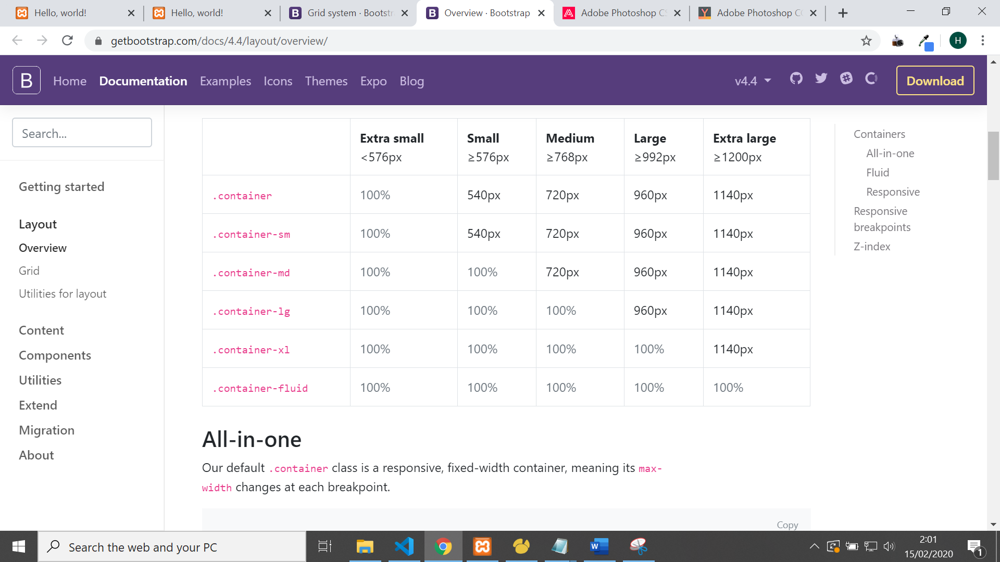 Hello, world!
Hello, world!
Grid system · Bootstr
Overview · Bootstrap
Adobe Photoshop CS
Adobe Photoshop CC
getbootstrap.com/docs/4.4/layout/overview/
H
B Home Documentation Examples Icons Themes Expo Blog v4.4 Download
Search...
Getting started
Layout
Overview
Grid
Utilities for layout
Content
Components
Utilities
Extend
Migration
About
Extra small Small Medium Large Extra large
<576px ≥576px ≥768px ≥992px ≥1200px
.container 100% 540px 720px 960px 1140px
.container-sm 100% 540px 720px 960px 1140px
.container-md 100% 100% 720px 960px 1140px
.container-lg 100% 100% 100% 960px 1140px
.container-xl 100% 100% 100% 100% 1140px
.container-fluid 100% 100% 100% 100% 100%
All-in-one
Our default .container class is a responsive, fixed-width container, meaning its max-
width changes at each breakpoint.
Copy
Containers
All-in-one
Fluid
Responsive
Responsive
breakpoints
Z-index
Search the web and your PC
2:01
15/02/2020
1